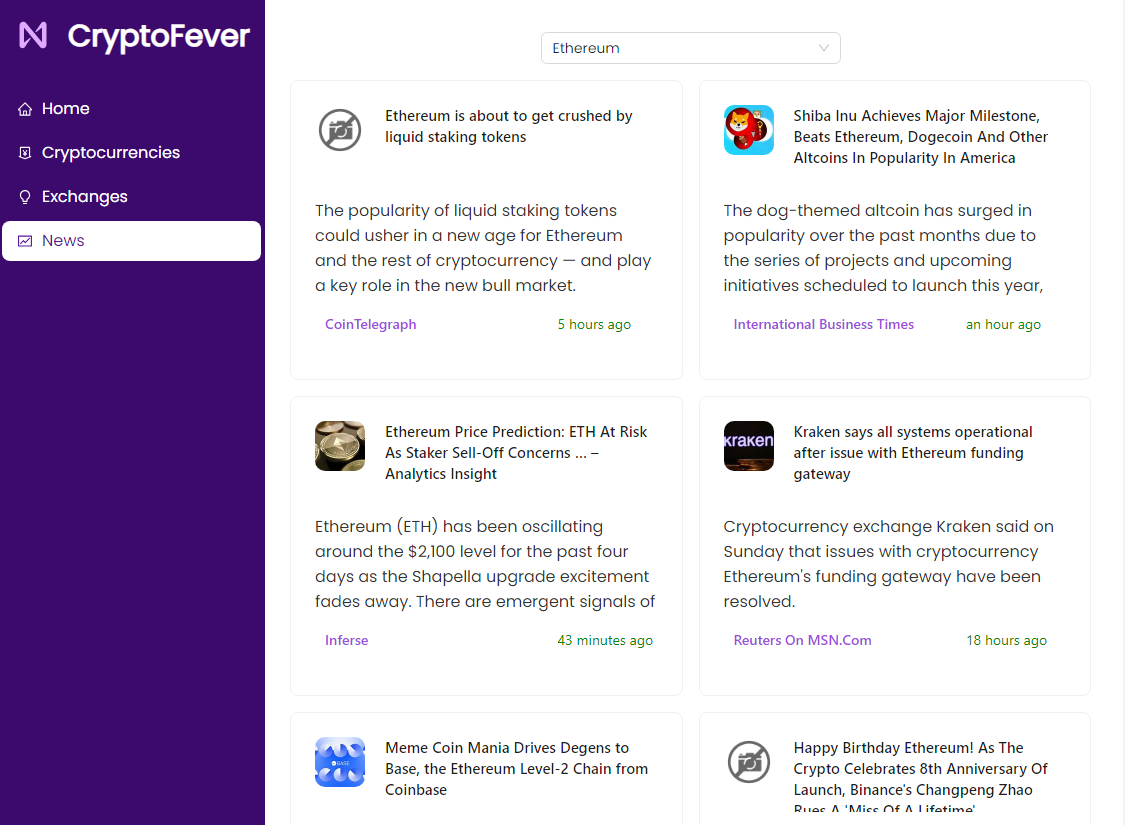 CryptoFever
Home
Cryptocurrencies
Exchanges
News
Ethereum
Ethereum is about to get crushed by
liquid staking tokens
The popularity of liquid staking tokens
could usher in a new age for Ethereum
and the rest of cryptocurrency — and play
a key role in the new bull market.
CoinTelegraph
5 hours ago
Shiba Inu Achieves Major Milestone,
Beats Ethereum, Dogecoin And Other
Altcoins In Popularity In America
The dog-themed altcoin has surged in
popularity over the past months due to
the series of projects and upcoming
initiatives scheduled to launch this year,
International Business Times
an hour ago
Ethereum Price Prediction: ETH At Risk
As Staker Sell-Off Concerns ... –
Analytics Insight
Ethereum (ETH) has been oscillating
around the $2,100 level for the past four
days as the Shapella upgrade excitement
fades away. There are emergent signals of
Inferse
43 minutes ago
kraken
Kraken says all systems operational
after issue with Ethereum funding
gateway
Cryptocurrency exchange Kraken said on
Sunday that issues with cryptocurrency
Ethereum's funding gateway have been
resolved.
Reuters On MSN.Com
18 hours ago
BASE
Meme Coin Mania Drives Degens to
Base, the Ethereum Level-2 Chain from
Coinbase
Happy Birthday Ethereum! As The
Crypto Celebrates 8th Anniversary Of
Launch, Binance's Changpeng Zhao
Rues A 'Miss Of A Lifetime'